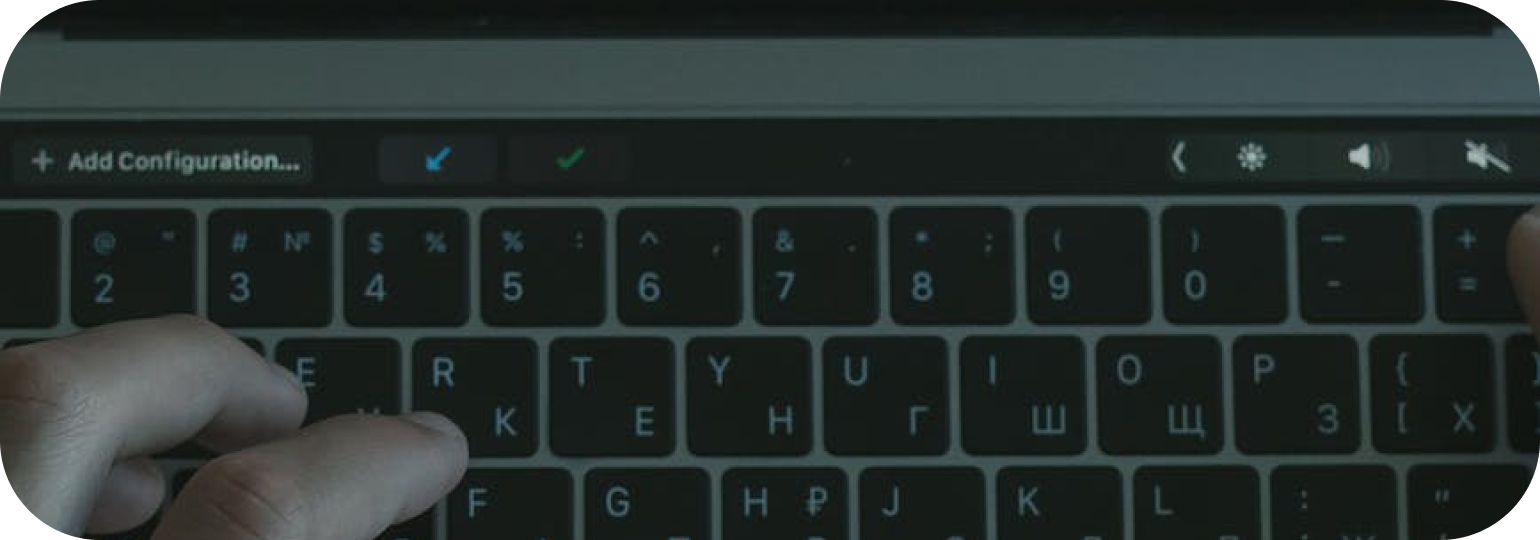 + Add Configuration...
@ " # № $ % % : ^ , & . * ; ( ) — +
2 3 4 5 6 7 8 9 0 - =
E R T Y U I O P {
К Е Н Г Ш Щ З [ Х
F G H ₽ J K L : "